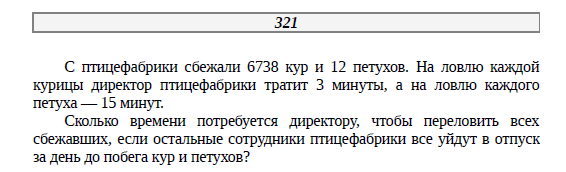 321
С птицефабрики сбежали 6738 кур и 12 петухов. На ловлю каждой
курицы директор птицефабрики тратит 3 минуты, а на ловлю каждого
петуха — 15 минут.
Сколько времени потребуется директору, чтобы переловить всех
сбежавших, если остальные сотрудники птицефабрики все уйдут в отпуск
за день до побега кур и петухов?